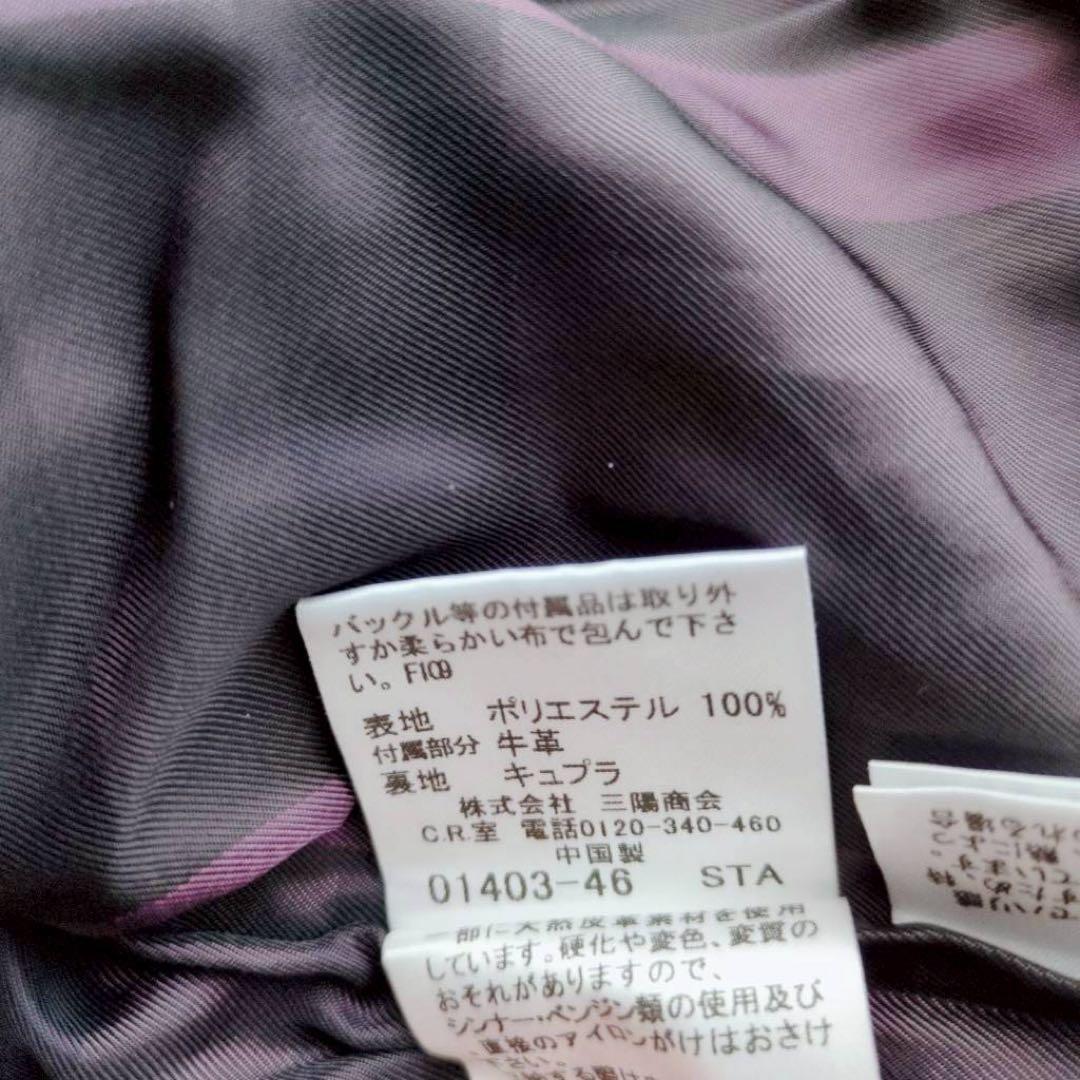 バックル等の付属品は取り外
すか柔らかい布で包んで下さ
い。F109
表地 ポリエステル 100%
付属部分 牛革
裏地 キュプラ
株式会社 三陽商会
C.R.室 電話0120-340-460
中国製
01403-46 STA
一部に天然皮革素材を使用
しています。硬化や変色、変質の
おそれがありますので、
シンナー・ベンジン類の使用及び
直接のアイロンがけはおさけ
下さい。